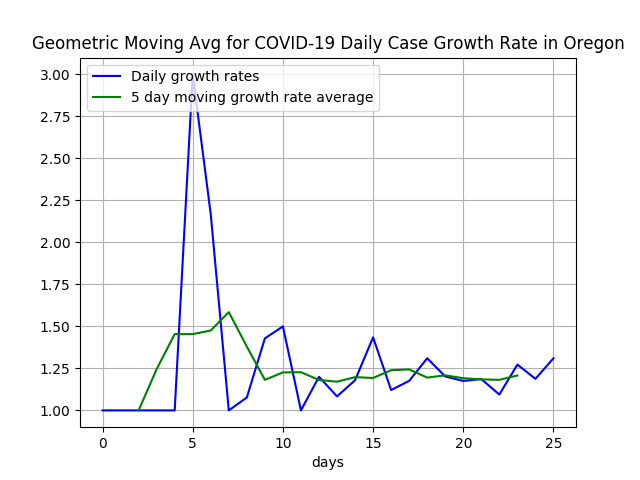 Geometric Moving Avg for COVID-19 Daily Case Growth Rate in Oregon
Daily growth rates
5 day moving growth rate average
3.00
2.75
2.50
2.25
2.00
1.75
1.50
1.25
1.00
0 5 10 15 20 25
days